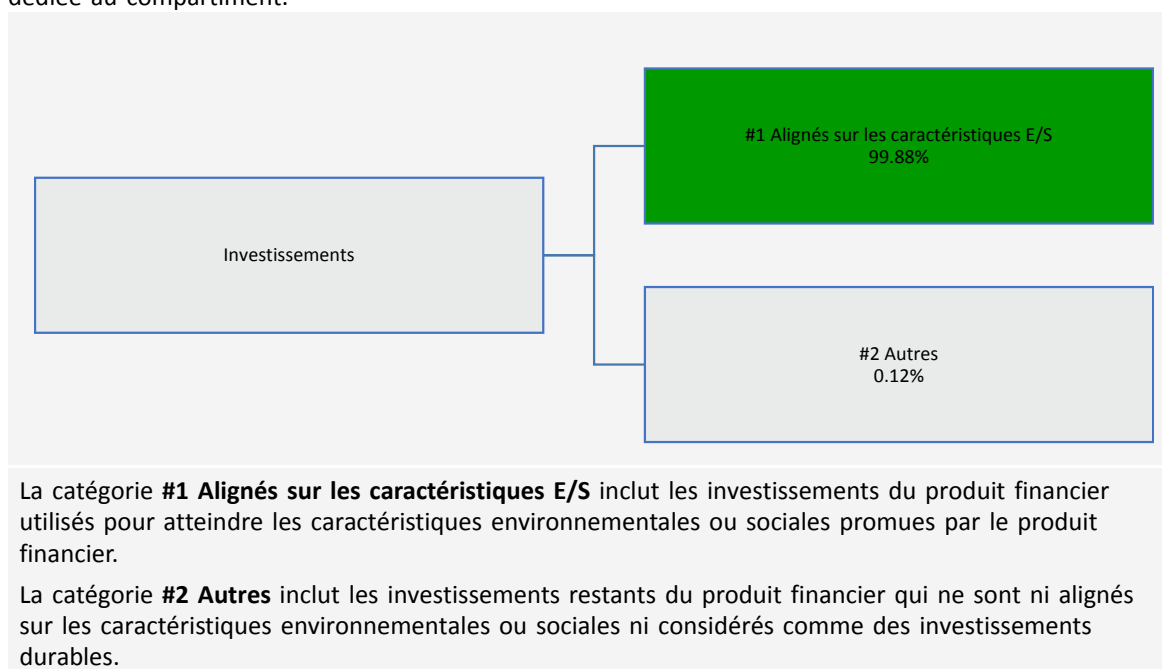 dédiée au compartiment.
#1 Alignés sur les caractéristiques E/S
99.88%
Investissements
#2 Autres
0.12%
La catégorie #1 Alignés sur les caractéristiques E/S inclut les investissements du produit financier
utilisés pour atteindre les caractéristiques environnementales ou sociales promues par le produit
financier.
La catégorie #2 Autres inclut les investissements restants du produit financier qui ne sont ni alignés
sur les caractéristiques environnementales ou sociales ni considérés comme des investissements
durables.